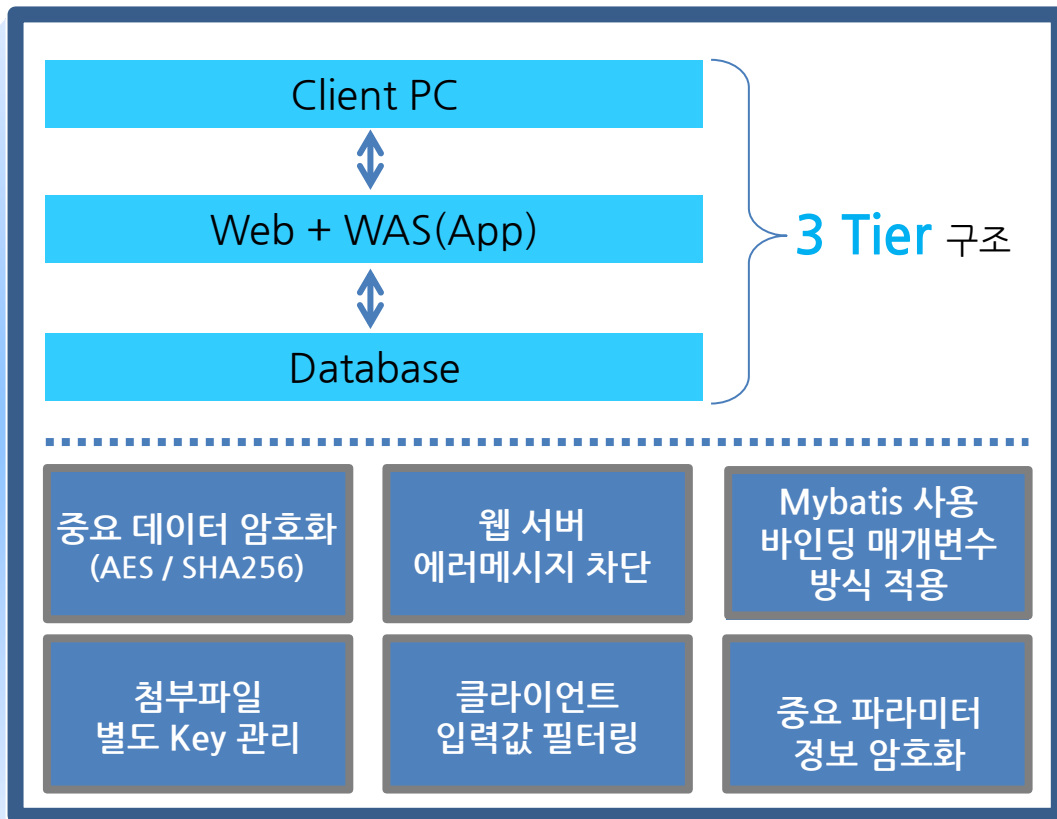 Client PC
Web + WAS(App)
3 Tier 구조
Database
중요 데이터 암호화
(AES / SHA256)
웹 서버
에러메시지 차단
Mybatis 사용
바인딩 매개변수
방식 적용
첨부파일
별도 Key 관리
클라이언트
입력값 필터링
중요 파라미터
정보 암호화